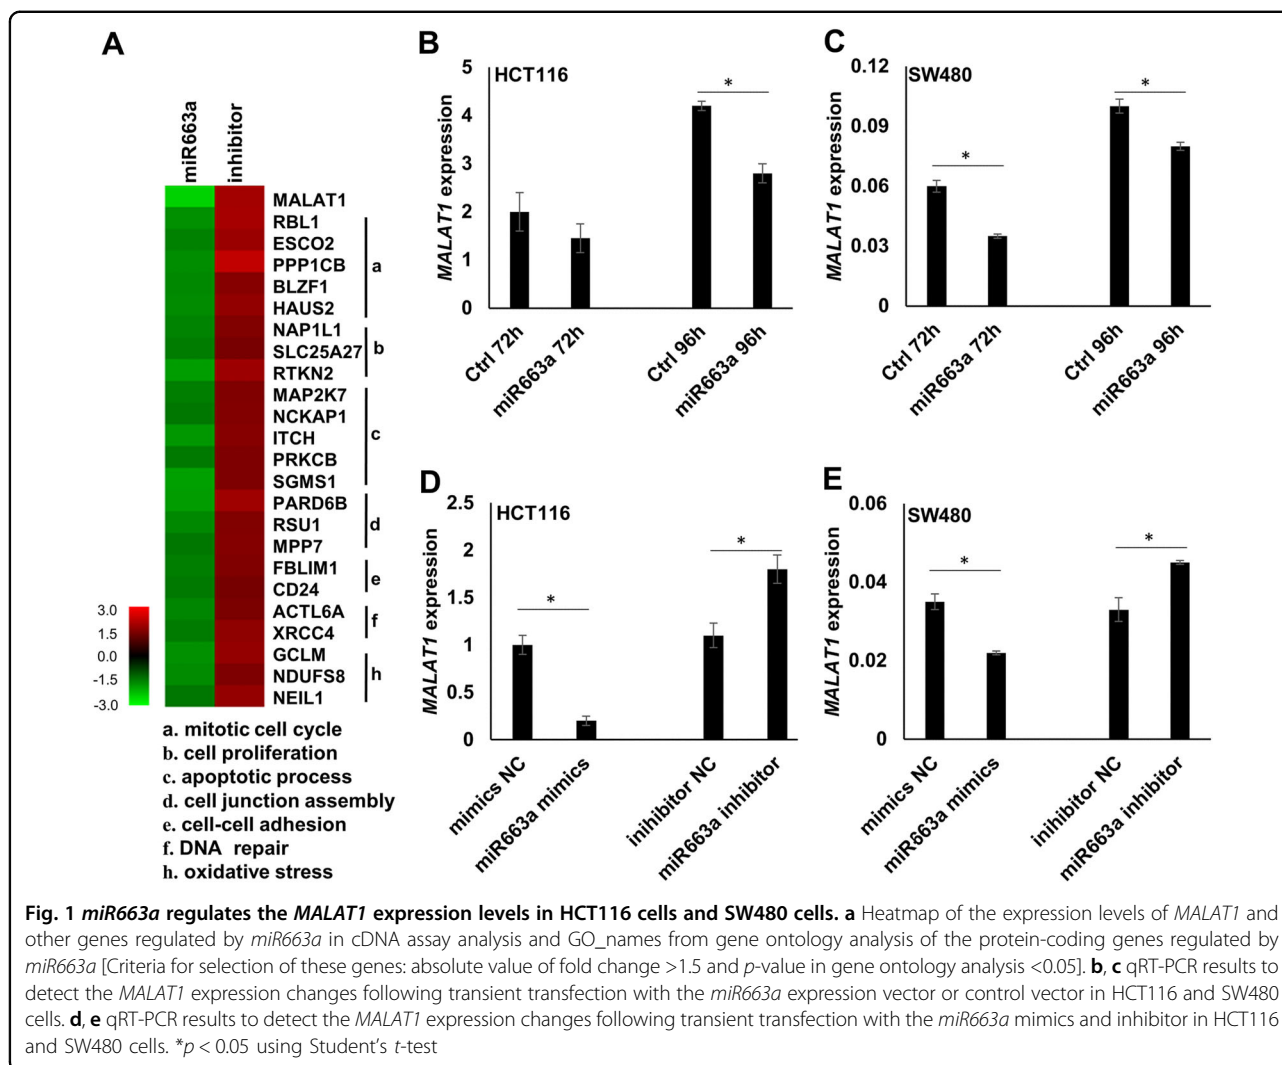 A
miR663a
inhibitor
MALAT1
RBL1
ESCO2
PPP1CB
BLZF1
HAUS2
NAP1L1
SLC25A27
RTKN2
MAP2K7
NCKAP1
ITCH
PRKCB
SGMS1
PARD6B
RSU1
MPP7
FBLIM1
CD24
ACTL6A
XRCC4
GCLM
NDUFS8
NEIL1
a
b
c
d
e
f
h
3.0
1.5
0.0
-1.5
-3.0
a. mitotic cell cycle
b. cell proliferation
c. apoptotic process
d. cell junction assembly
e. cell-cell adhesion
f. DNA repair
h. oxidative stress
B
HCT116
MALAT1 expression
5
4
3
2
1
0
*
Ctrl 72h
miR663a 72h
Ctrl 96h
miR663a 96h
C
SW480
MALAT1 expression
0.12
0.09
0.06
0.03
0
*
*
Ctrl 72h
miR663a 72h
Ctrl 96h
miR663a 96h
D
HCT116
MALAT1 expression
2.5
2
1.5
1
0.5
0
*
*
mimics NC
miR663a mimics
inihibitor NC
miR663a inhibitor
E
SW480
MALAT1 expression
0.06
0.04
0.02
0
*
*
mimics NC
miR663a mimics
inihibitor NC
miR663a inhibitor
Fig. 1 miR663a regulates the MALAT1 expression levels in HCT116 cells and SW480 cells. a Heatmap of the expression levels of MALAT1 and
other genes regulated by miR663a in cDNA assay analysis and GO_names from gene ontology analysis of the protein-coding genes regulated by
miR663a [Criteria for selection of these genes: absolute value of fold change >1.5 and p-value in gene ontology analysis <0.05]. b, c qRT-PCR results to
detect the MALAT1 expression changes following transient transfection with the miR663a expression vector or control vector in HCT116 and SW480
cells. d, e qRT-PCR results to detect the MALAT1 expression changes following transient transfection with the miR663a mimics and inhibitor in HCT116
and SW480 cells. *p < 0.05 using Student's t-test